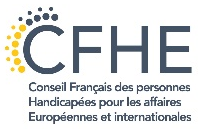 CFHE
Conseil Français des personnes
Handicapées pour les affaires
Européennes et internationales